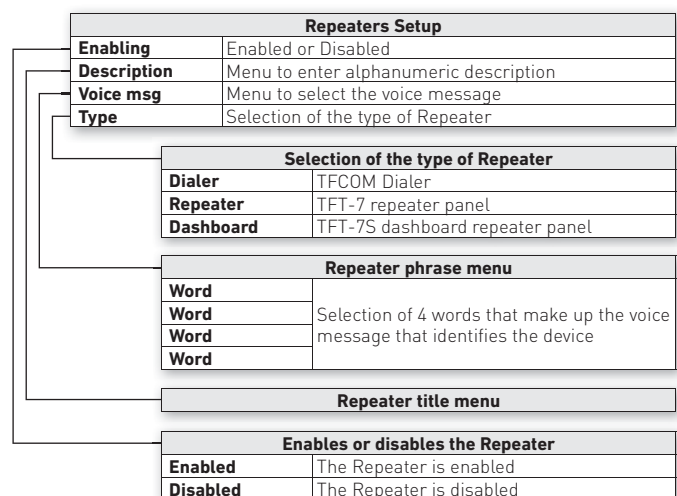 Repeaters Setup
Enabling Enabled or Disabled
Description Menu to enter alphanumeric description
Voice msg Menu to select the voice message
Type Selection of the type of Repeater
Selection of the type of Repeater
Dialer TFCOM Dialer
Repeater TFT-7 repeater panel
Dashboard TFT-7S dashboard repeater panel
Repeater phrase menu
Word
Word
Word
Word
Selection of 4 words that make up the voice
message that identifies the device
Repeater title menu
Enables or disables the Repeater
Enabled The Repeater is enabled
Disabled The Repeater is disabled